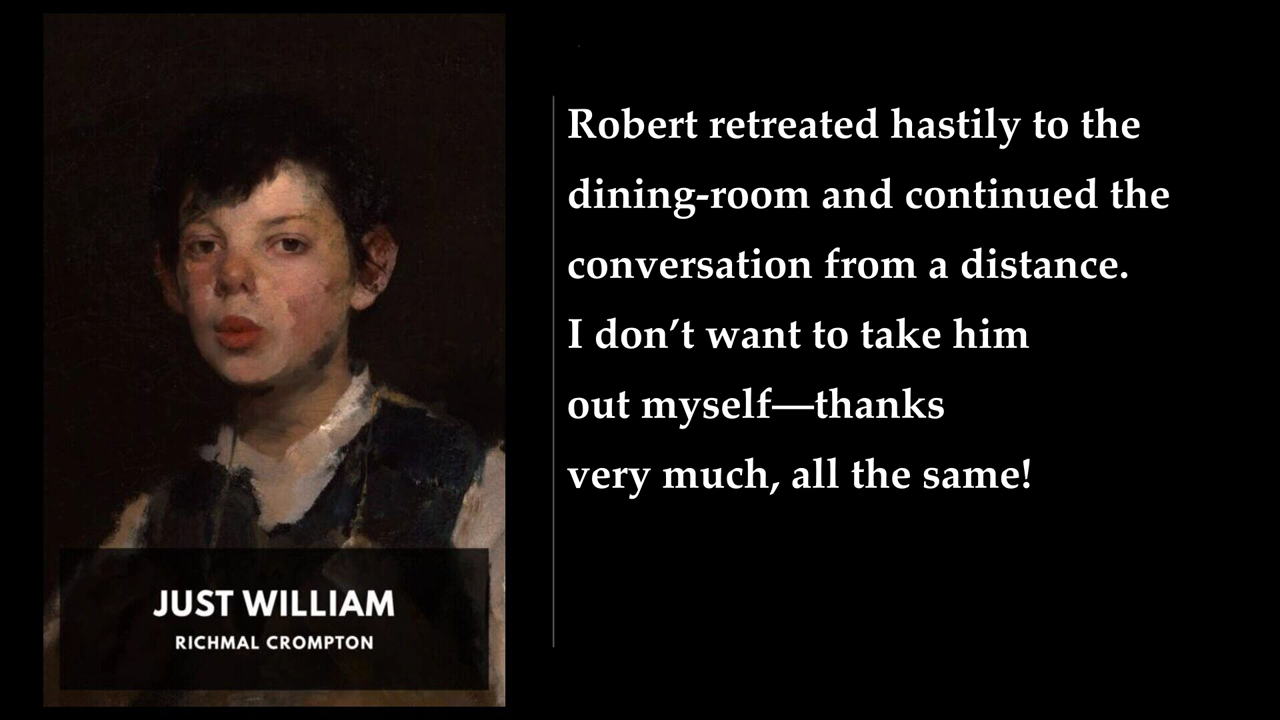 JUST WILLIAM
RICHMAL CROMPTON
Robert retreated hastily to the
dining-room and continued the
conversation from a distance.
I don’t want to take him
out myself—thanks
very much, all the same!